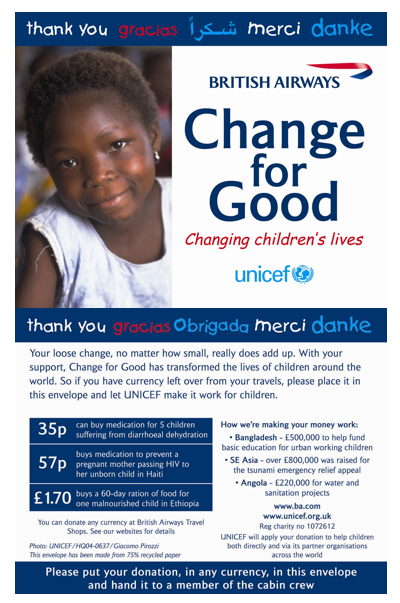 thank you gracias شكراً merci danke
BRITISH AIRWAYS
Change
for
Good
Changing children's lives
unicef
thank you gracias Obrigada merci danke
Your loose change, no matter how small, really does add up. With your
support, Change for Good has transformed the lives of children around the
world. So if you have currency left over from your travels, please place it in
this envelope and let UNICEF make it work for children.
35p can buy medication for 5 children
suffering from diarrhoeal dehydration
57p buys medication to prevent a
pregnant mother passing HIV to
her unborn child in Haiti
£1.70 buys a 60-day ration of food for
one malnourished child in Ethiopia
You can donate any currency at British Airways Travel
Shops. See our websites for details
Photo: UNICEF/HQ04-0637/Giacomo Pirozzi
This envelope has been made from 75% recycled paper
How we're making your money work:
• Bangladesh - £500,000 to help fund
basic education for urban working children
• SE Asia - over £800,000 was raised for
the tsunami emergency relief appeal
• Angola - £220,000 for water and
sanitation projects
www.ba.com
www.unicef.org.uk
Reg charity no 1072612
UNICEF will apply your donation to help children
both directly and via its partner organisations
across the world
Please put your donation, in any currency, in this envelope
and hand it to a member of the cabin crew